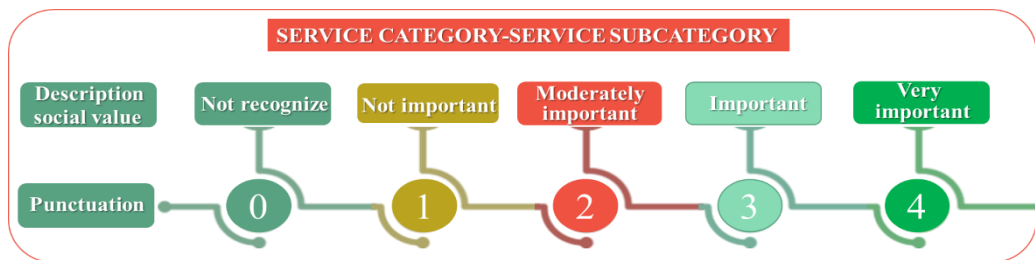 SERVICE CATEGORY-SERVICE SUBCATEGORY
Description
social value
Not recognize
Not important
Moderately
important
Important
Very
important
Punctuation
0
1
2
3
4